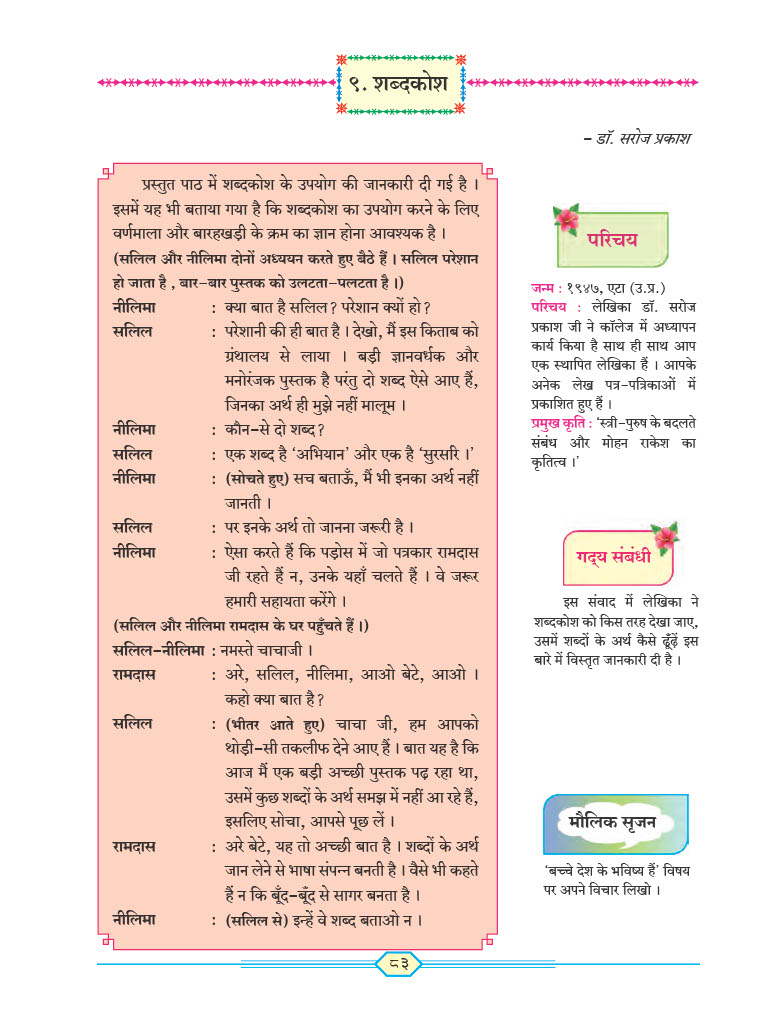 ९. शब्दकोश
– डॉ. सरोज प्रकाश
प्रस्तुत पाठ में शब्दकोश के उपयोग की जानकारी दी गई है ।
इसमें यह भी बताया गया है कि शब्दकोश का उपयोग करने के लिए
वर्णमाला और बारहखड़ी के क्रम का ज्ञान होना आवश्यक है ।
(सलिल और नीलिमा दोनों अध्ययन करते हुए बैठे हैं । सलिल परेशान
हो जाता है , बार-बार पुस्तक को उलटता-पलटता है ।)
नीलिमा : क्या बात है सलिल ? परेशान क्यों हो ?
सलिल : परेशानी की ही बात है । देखो, मैं इस किताब को
ग्रंथालय से लाया । बड़ी ज्ञानवर्धक और
मनोरंजक पुस्तक है परंतु दो शब्द ऐसे आए हैं,
जिनका अर्थ ही मुझे नहीं मालूम ।
नीलिमा : कौन-से दो शब्द ?
सलिल : एक शब्द है ‘अभियान’ और एक है ‘सुरसरि ।’
नीलिमा : (सोचते हुए) सच बताऊँ, मैं भी इनका अर्थ नहीं
जानती ।
सलिल : पर इनके अर्थ तो जानना जरूरी है ।
नीलिमा : ऐसा करते हैं कि पड़ोस में जो पत्रकार रामदास
जी रहते हैं न, उनके यहाँ चलते हैं । वे जरूर
हमारी सहायता करेंगे ।
(सलिल और नीलिमा रामदास के घर पहुँचते हैं ।)
सलिल-नीलिमा : नमस्ते चाचाजी ।
रामदास : अरे, सलिल, नीलिमा, आओ बेटे, आओ ।
कहो क्या बात है ?
सलिल : (भीतर आते हुए) चाचा जी, हम आपको
थोड़ी-सी तकलीफ देने आए हैं । बात यह है कि
आज मैं एक बड़ी अच्छी पुस्तक पढ़ रहा था,
उसमें कुछ शब्दों के अर्थ समझ में नहीं आ रहे हैं,
इसलिए सोचा, आपसे पूछ लें ।
रामदास : अरे बेटे, यह तो अच्छी बात है । शब्दों के अर्थ
जान लेने से भाषा संपन्न बनती है । वैसे भी कहते
हैं न कि बूँद-बूँद से सागर बनता है ।
नीलिमा : (सलिल से) इन्हें वे शब्द बताओ न ।
परिचय
जन्म : १९४७, एटा (उ.प्र.)
परिचय : लेखिका डॉ. सरोज
प्रकाश जी ने कॉलेज में अध्यापन
कार्य किया है साथ ही साथ आप
एक स्थापित लेखिका हैं । आपके
अनेक लेख पत्र-पत्रिकाओं में
प्रकाशित हुए हैं ।
प्रमुख कृति : ‘स्त्री-पुरुष के बदलते
संबंध और मोहन राकेश का
कृतित्व ।’
गद्‌य संबंधी
इस संवाद में लेखिका ने
शब्दकोश को किस तरह देखा जाए,
उसमें शब्दों के अर्थ कैसे ढूँढ़ें इस
बारे में विस्तृत जानकारी दी है ।
मौलिक सृजन
‘बच्चे देश के भविष्य हैं’ विषय
पर अपने विचार लिखो ।
८३